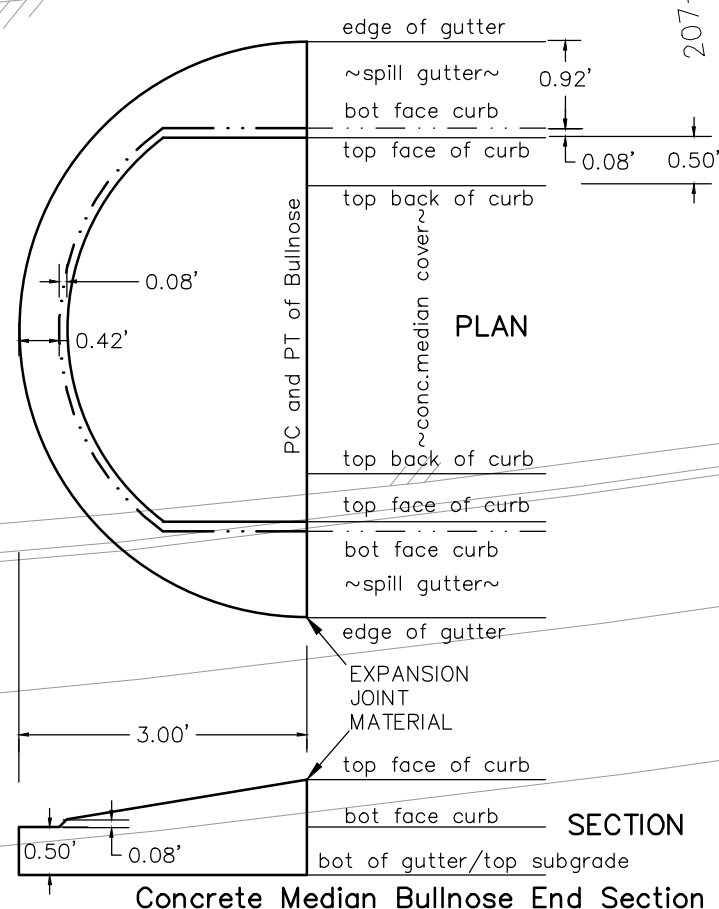 edge of gutter
207-
~spill gutter~
0.92'
bot face curb
top face of curb
0.08'
0.50'
top back of curb
PC and PT of Bullnose
~conc.median cover~
0.08'
PLAN
0.42'
top back of curb
top face of curb
bot face curb
~spill gutter~
edge of gutter
EXPANSION
JOINT
MATERIAL
3.00'
top face of curb
bot face curb
SECTION
0.50'
0.08'
bot of gutter/top subgrade
Concrete Median Bullnose End Section